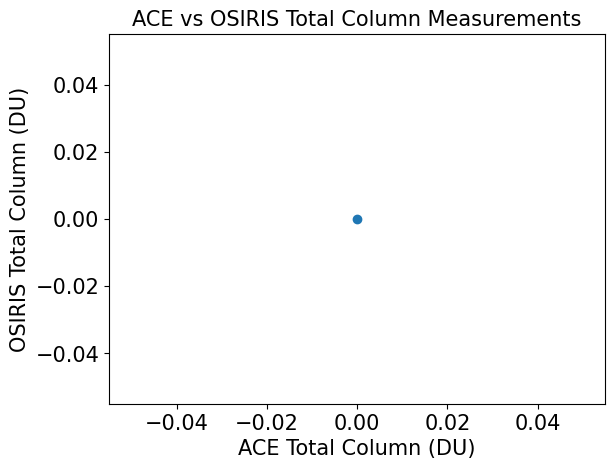 ACE vs OSIRIS Total Column Measurements
OSIRIS Total Column (DU)
0.04
0.02
0.00
−0.02
−0.04
−0.04 −0.02 0.00 0.02 0.04
ACE Total Column (DU)